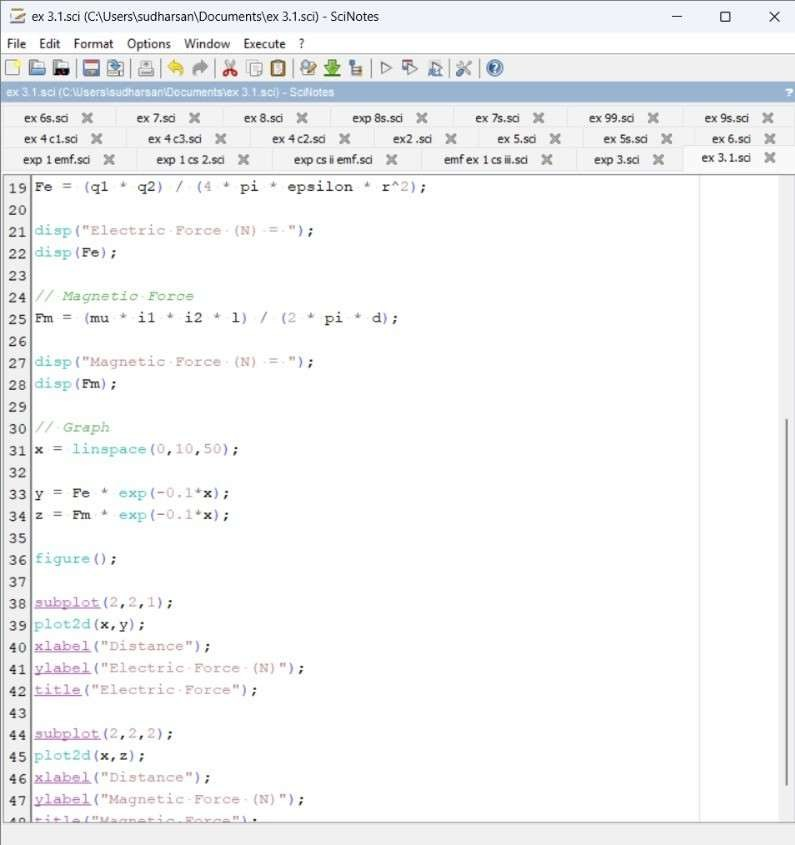 ex 3.1.sci (C:\Users\sudharsan\Documents\ex 3.1.sci) - SciNotes
File Edit Format Options Window Execute ?
ex 3.1.sci (C:\Users\sudharsan\Documents\ex 3.1.sci) - SciNotes ?
ex 6s.sci ex 7.sci ex 8.sci exp 8s.sci ex 7s.sci ex 99.sci ex 9s.sci
ex 4 c1.sci ex 4 c3.sci ex 4 c2.sci ex2 .sci ex 5.sci ex 5s.sci ex 6.sci
exp 1 emf.sci exp 1 cs 2.sci exp cs ii emf.sci emf ex 1 cs iii.sci exp 3.sci ex 3.1.sci
19 Fe = (q1 * q2) / (4 * pi * epsilon * r^2);
20
21 disp("Electric Force (N) = ");
22 disp(Fe);
23
24 // Magnetic Force
25 Fm = (mu * i1 * i2 * l) / (2 * pi * d);
26
27 disp("Magnetic Force (N) = ");
28 disp(Fm);
29
30 // Graph
31 x = linspace(0,10,50);
32
33 y = Fe * exp(-0.1*x);
34 z = Fm * exp(-0.1*x);
35
36 figure();
37
38 subplot(2,2,1);
39 plot2d(x,y);
40 xlabel("Distance");
41 ylabel("Electric Force (N)");
42 title("Electric Force");
43
44 subplot(2,2,2);
45 plot2d(x,z);
46 xlabel("Distance");
47 ylabel("Magnetic Force (N)");
48 title("Magnetic Force");